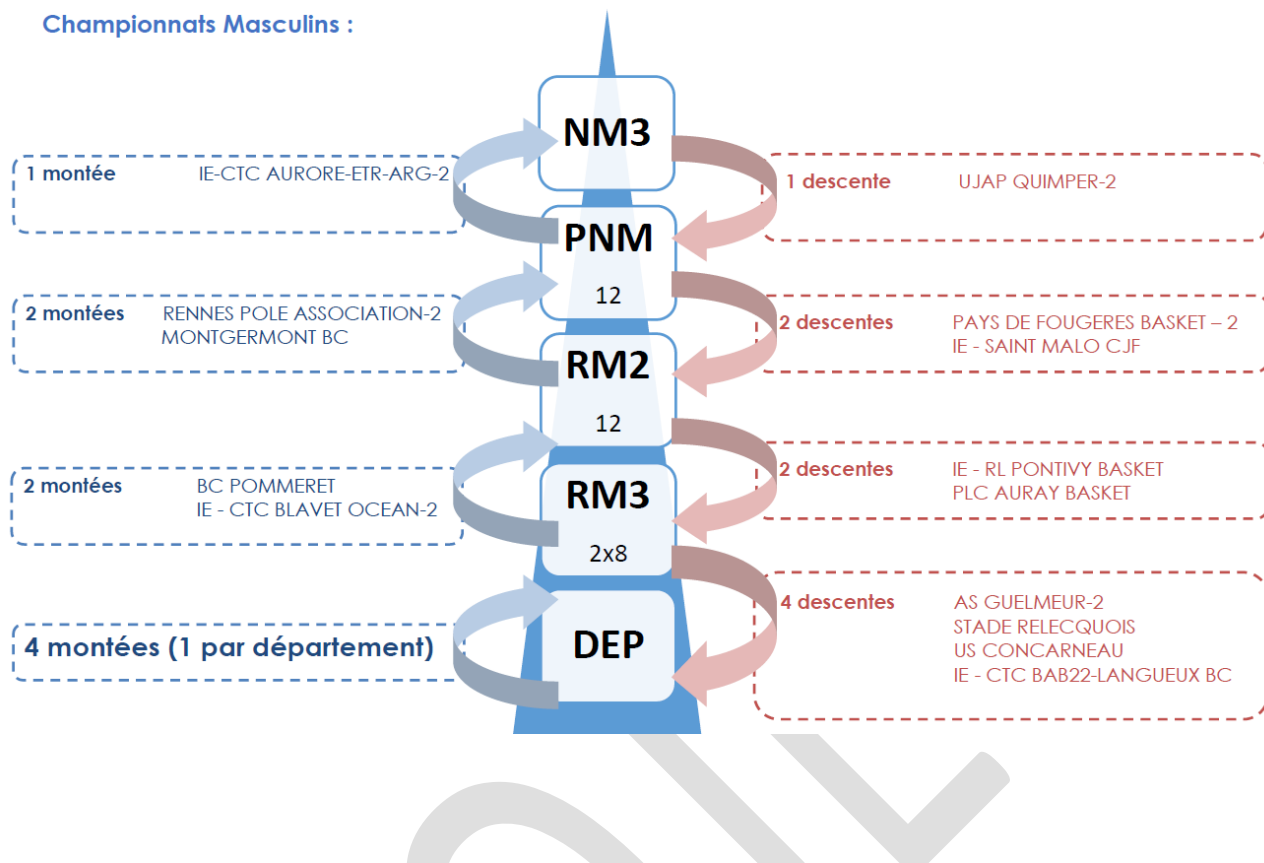 Championnats Masculins :
NM3
1 montée IE-CTC AURORE-ETR-ARG-2
1 descente UJAP QUIMPER-2
PNM
12
2 montées RENNES POLE ASSOCIATION-2
MONTGERMONT BC
2 descentes PAYS DE FOUGERES BASKET – 2
IE - SAINT MALO CJF
RM2
12
2 montées BC POMMERET
IE - CTC BLAVET OCEAN-2
2 descentes IE - RL PONTIVY BASKET
PLC AURAY BASKET
RM3
2x8
4 montées (1 par département)
4 descentes AS GUELMEUR-2
STADE RELECQUOIS
US CONCARNEAU
IE - CTC BAB22-LANGUEUX BC
DEP